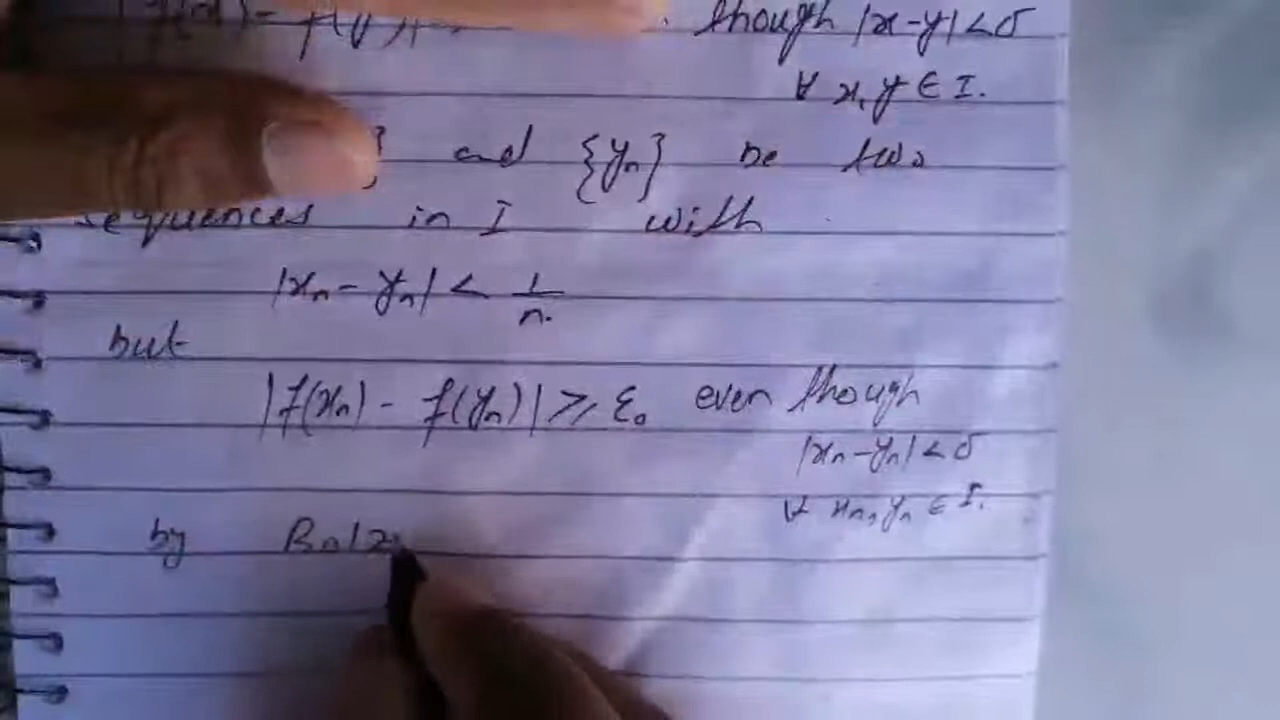 though |x-y|<δ
∀ x, y ∈ I.
} and {yₙ} be two
sequences in I with
|xₙ - yₙ| < 1/n.
but
|f(xₙ) - f(yₙ)| ≥ ε₀ even though
|xₙ - yₙ| < δ
∀ xₙ, yₙ ∈ I.
by Bolz